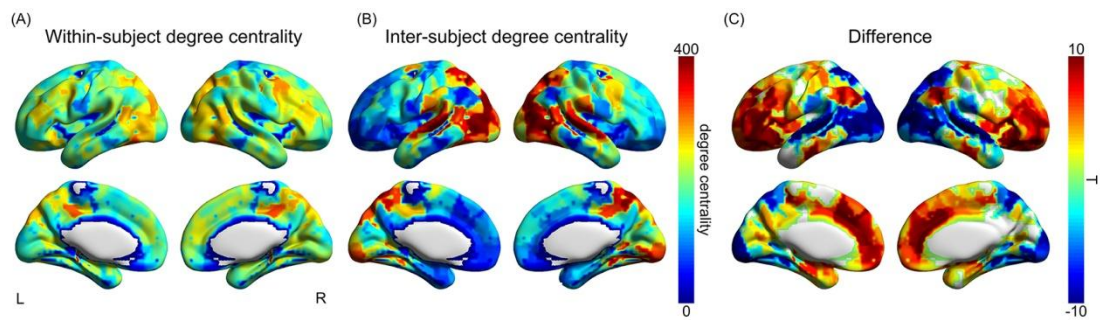 (A)
Within-subject degree centrality
(B)
Inter-subject degree centrality
(C)
Difference
400
degree centrality
0
10
T
-10
L
R